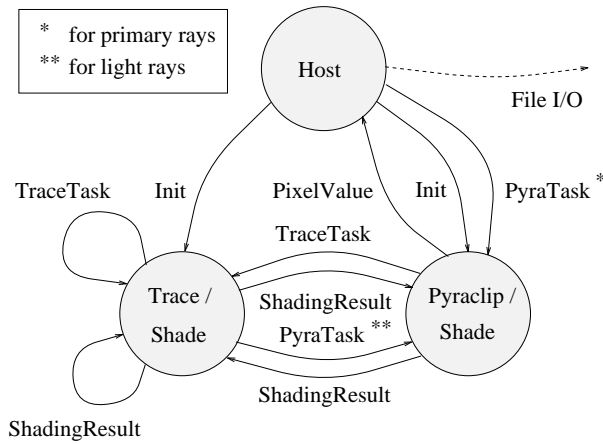 * for primary rays
** for light rays
Host
File I/O
TraceTask
Init
PixelValue
Init
PyraTask *
TraceTask
Trace /
Shade
ShadingResult
PyraTask **
Pyraclip /
Shade
ShadingResult
ShadingResult